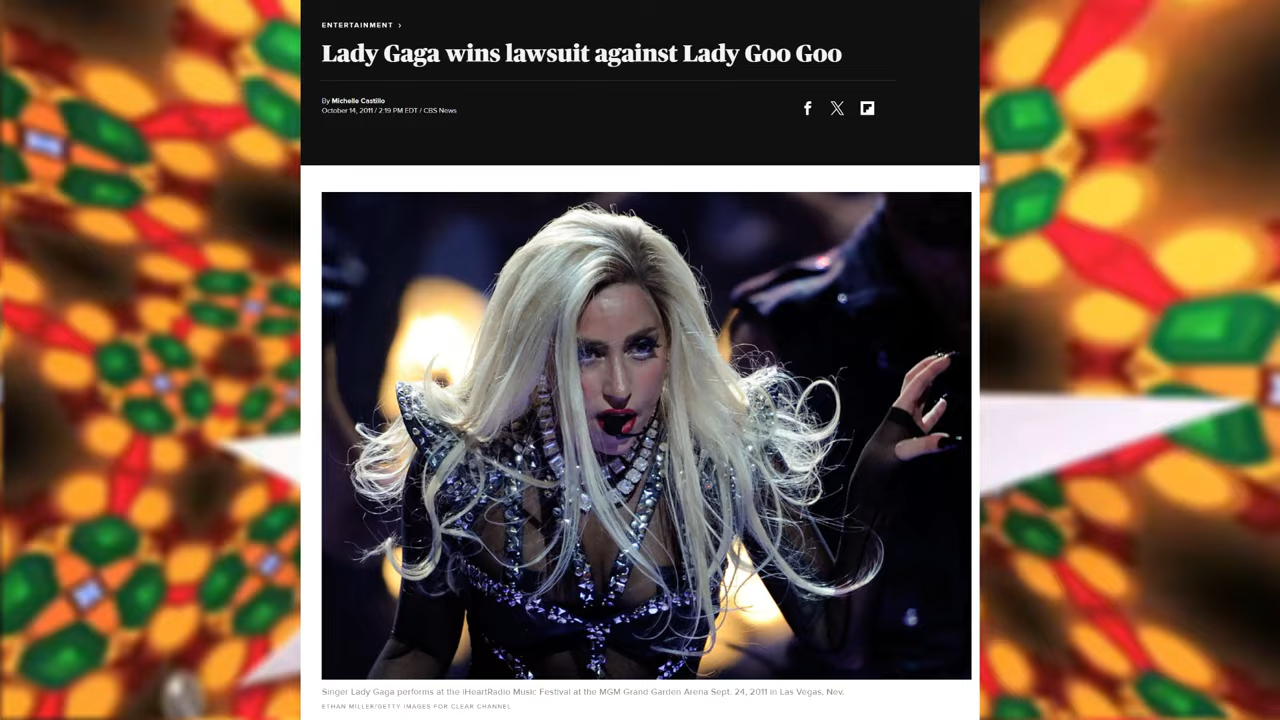 ENTERTAINMENT ›
Lady Gaga wins lawsuit against Lady Goo Goo
By Michelle Castillo
October 14, 2011 / 2:19 PM EDT / CBS News
Singer Lady Gaga performs at the iHeartRadio Music Festival at the MGM Grand Garden Arena Sept. 24, 2011 in Las Vegas, Nev.
ETHAN MILLER/GETTY IMAGES FOR CLEAR CHANNEL